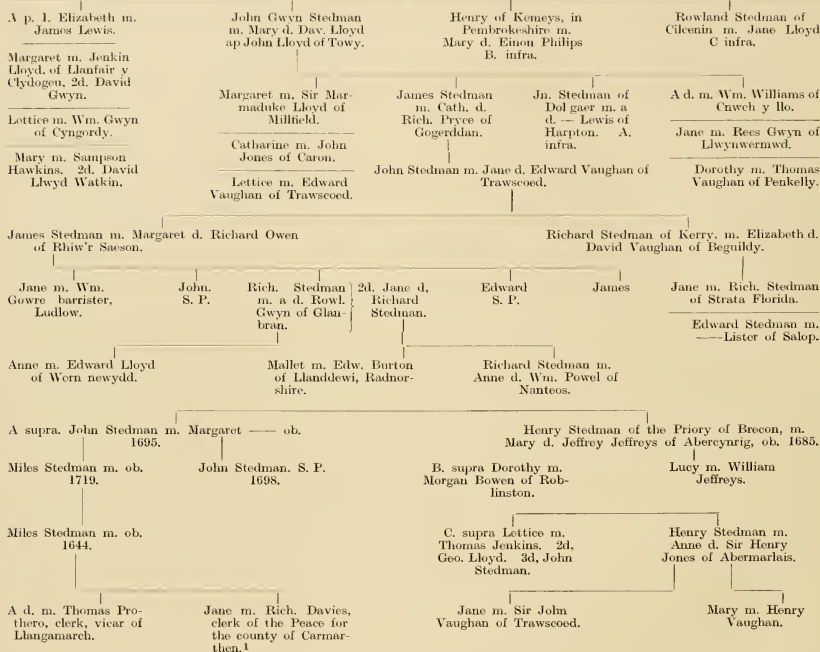 A p. 1. Elizabeth m.
James Lewis.
Margaret m. Jenkin
Lloyd, of Llanfair y
Clydogeu, 2d. David
Gwyn.
Lettice m. Wm. Gwyn
of Cyngordy.
Mary m. Sampson
Hawkins. 2d. David
Llwyd Watkin.
John Gwyn Stedman
m. Mary d. Dav. Lloyd
ap John Lloyd of Towy.
Henry of Kemeys, in
Pembrokeshire m.
Mary d. Einon Philips
B. infra.
Rowland Stedman of
Cilcenin m. Jane Lloyd
C infra.
Margaret m. Sir Mar-
maduke Lloyd of
Millfield.
Catharine m. John
Jones of Caron.
Lettice m. Edward
Vaughan of Trawscoed.
James Stedman
m. Cath. d.
Rich. Pryce of
Gogerddan.
Jn. Stedman of
Dol gaer m. a
d. — Lewis of
Harpton. A.
infra.
A d. m. Wm. Williams of
Cnwch y llo.
Jane m. Rees Gwyn of
Llwynwermwd.
Dorothy m. Thomas
Vaughan of Penkelly.
John Stedman m. Jane d. Edward Vaughan of
Trawscoed.
James Stedman m. Margaret d. Richard Owen
of Rhiw'r Saeson.
Richard Stedman of Kerry, m. Elizabeth d.
David Vaughan of Beguildy.
Jane m. Wm.
Gowre barrister,
Ludlow.
John.
S. P.
Rich. Stedman
m. a d. Rowl.
Gwyn of Glan-
bran.
2d. Jane d,
Richard
Stedman.
Edward
S. P.
James
Jane m. Rich. Stedman
of Strata Florida.
Edward Stedman m.
——Lister of Salop.
Anne m. Edward Lloyd
of Wern newydd.
Mallet m. Edw. Burton
of Llanddewi, Radnor-
shire.
Richard Stedman m.
Anne d. Wm. Powel of
Nanteos.
A supra. John Stedman m. Margaret —— ob.
1695.
Henry Stedman of the Priory of Brecon, m.
Mary d. Jeffrey Jeffreys of Abercynrig, ob. 1685.
Miles Stedman m. ob.
1719.
John Stedman. S. P.
1698.
B. supra Dorothy m.
Morgan Bowen of Rob-
linston.
Lucy m. William
Jeffreys.
Miles Stedman m. ob.
1644.
C. supra Lettice m.
Thomas Jenkins, 2d,
Geo. Lloyd. 3d, John
Stedman.
Henry Stedman m.
Anne d. Sir Henry
Jones of Abermarlais.
A d. m. Thomas Pro-
thero, clerk, vicar of
Llangamarch.
Jane m. Rich. Davies,
clerk of the Peace for
the county of Carmar-
then.1
Jane m. Sir John
Vaughan of Trawscoed.
Mary m. Henry
Vaughan.